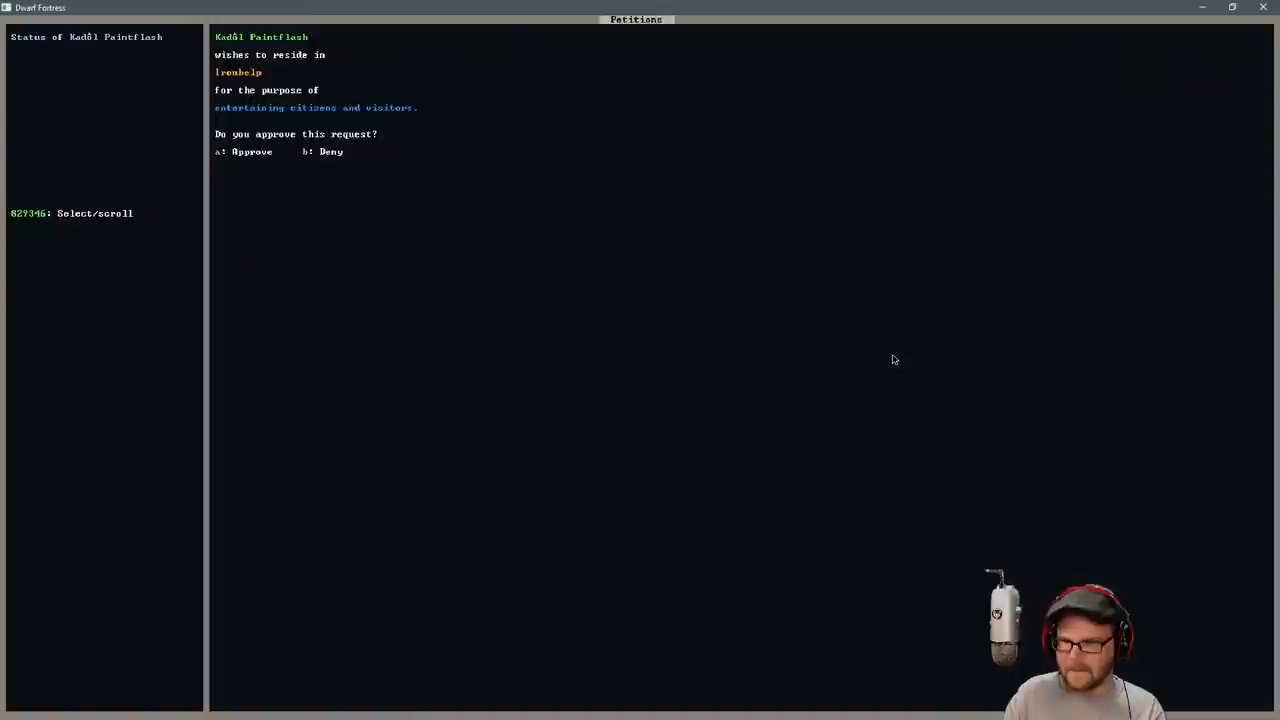 Dwarf Fortress
Petitions
Status of Kadôl Paintflash
829346: Select/scroll
Kadôl Paintflash
wishes to reside in
Ironhelp
for the purpose of
entertaining citizens and visitors.
Do you approve this request?
a: Approve b: Deny